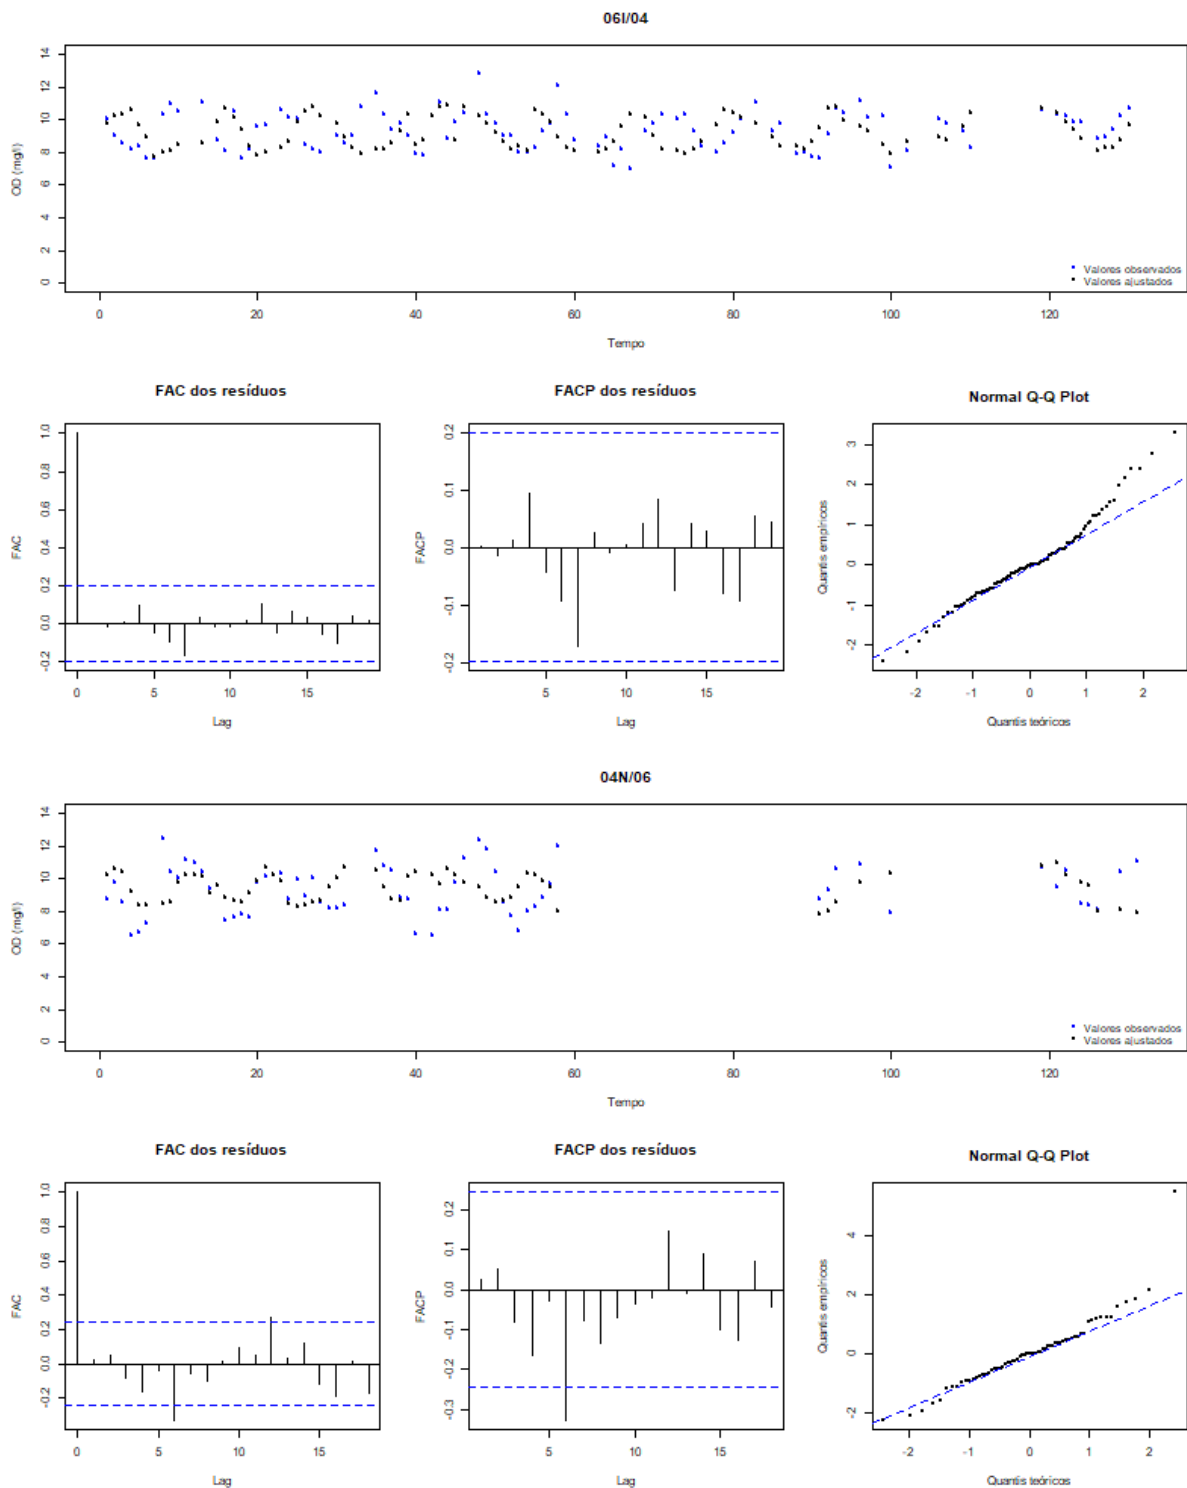 06I/04
OD (mg/l)
14
12
10
8
6
4
2
0
Valores observados
Valores ajustados
0 20 40 60 80 100 120
Tempo
FAC dos resíduos
FAC
1.0
0.8
0.6
0.4
0.2
0.0
-0.2
0 5 10 15
Lag
FACP dos resíduos
FACP
0.2
0.1
0.0
-0.1
-0.2
5 10 15
Lag
Normal Q-Q Plot
Quantis empíricos
3
2
1
0
-1
-2
-2 -1 0 1 2
Quantis teóricos
04N/06
OD (mg/l)
14
12
10
8
6
4
2
0
Valores observados
Valores ajustados
0 20 40 60 80 100 120
Tempo
FAC dos resíduos
FAC
1.0
0.8
0.6
0.4
0.2
0.0
-0.2
0 5 10 15
Lag
FACP dos resíduos
FACP
0.2
0.1
0.0
-0.1
-0.2
-0.3
5 10 15
Lag
Normal Q-Q Plot
Quantis empíricos
4
2
0
-2
-2 -1 0 1 2
Quantis teóricos